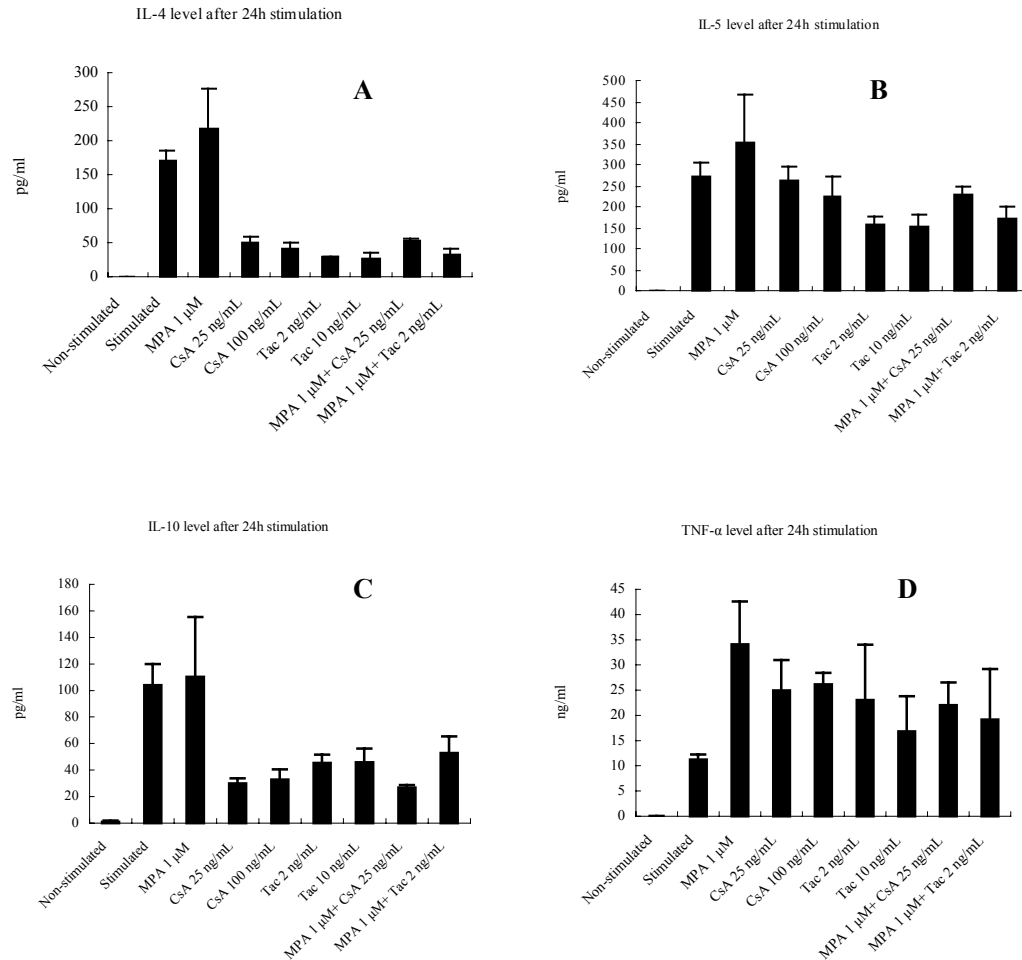 IL-4 level after 24h stimulation
A
pg/ml
300
250
200
150
100
50
0
Non-stimulated
Stimulated
MPA 1 μM
CsA 25 ng/mL
CsA 100 ng/mL
Tac 2 ng/mL
Tac 10 ng/mL
MPA 1 μM+ CsA 25 ng/mL
MPA 1 μM+ Tac 2 ng/mL
IL-5 level after 24h stimulation
B
pg/ml
500
450
400
350
300
250
200
150
100
50
0
Non-stimulated
Stimulated
MPA 1 μM
CsA 25 ng/mL
CsA 100 ng/mL
Tac 2 ng/mL
Tac 10 ng/mL
MPA 1 μM+ CsA 25 ng/mL
MPA 1 μM+ Tac 2 ng/mL
IL-10 level after 24h stimulation
C
pg/ml
180
160
140
120
100
80
60
40
20
0
Non-stimulated
Stimulated
MPA 1 μM
CsA 25 ng/mL
CsA 100 ng/mL
Tac 2 ng/mL
Tac 10 ng/mL
MPA 1 μM+ CsA 25 ng/mL
MPA 1 μM+ Tac 2 ng/mL
TNF-α level after 24h stimulation
D
ng/ml
45
40
35
30
25
20
15
10
5
0
Non-stimulated
Stimulated
MPA 1 μM
CsA 25 ng/mL
CsA 100 ng/mL
Tac 2 ng/mL
Tac 10 ng/mL
MPA 1 μM+ CsA 25 ng/mL
MPA 1 μM+ Tac 2 ng/mL